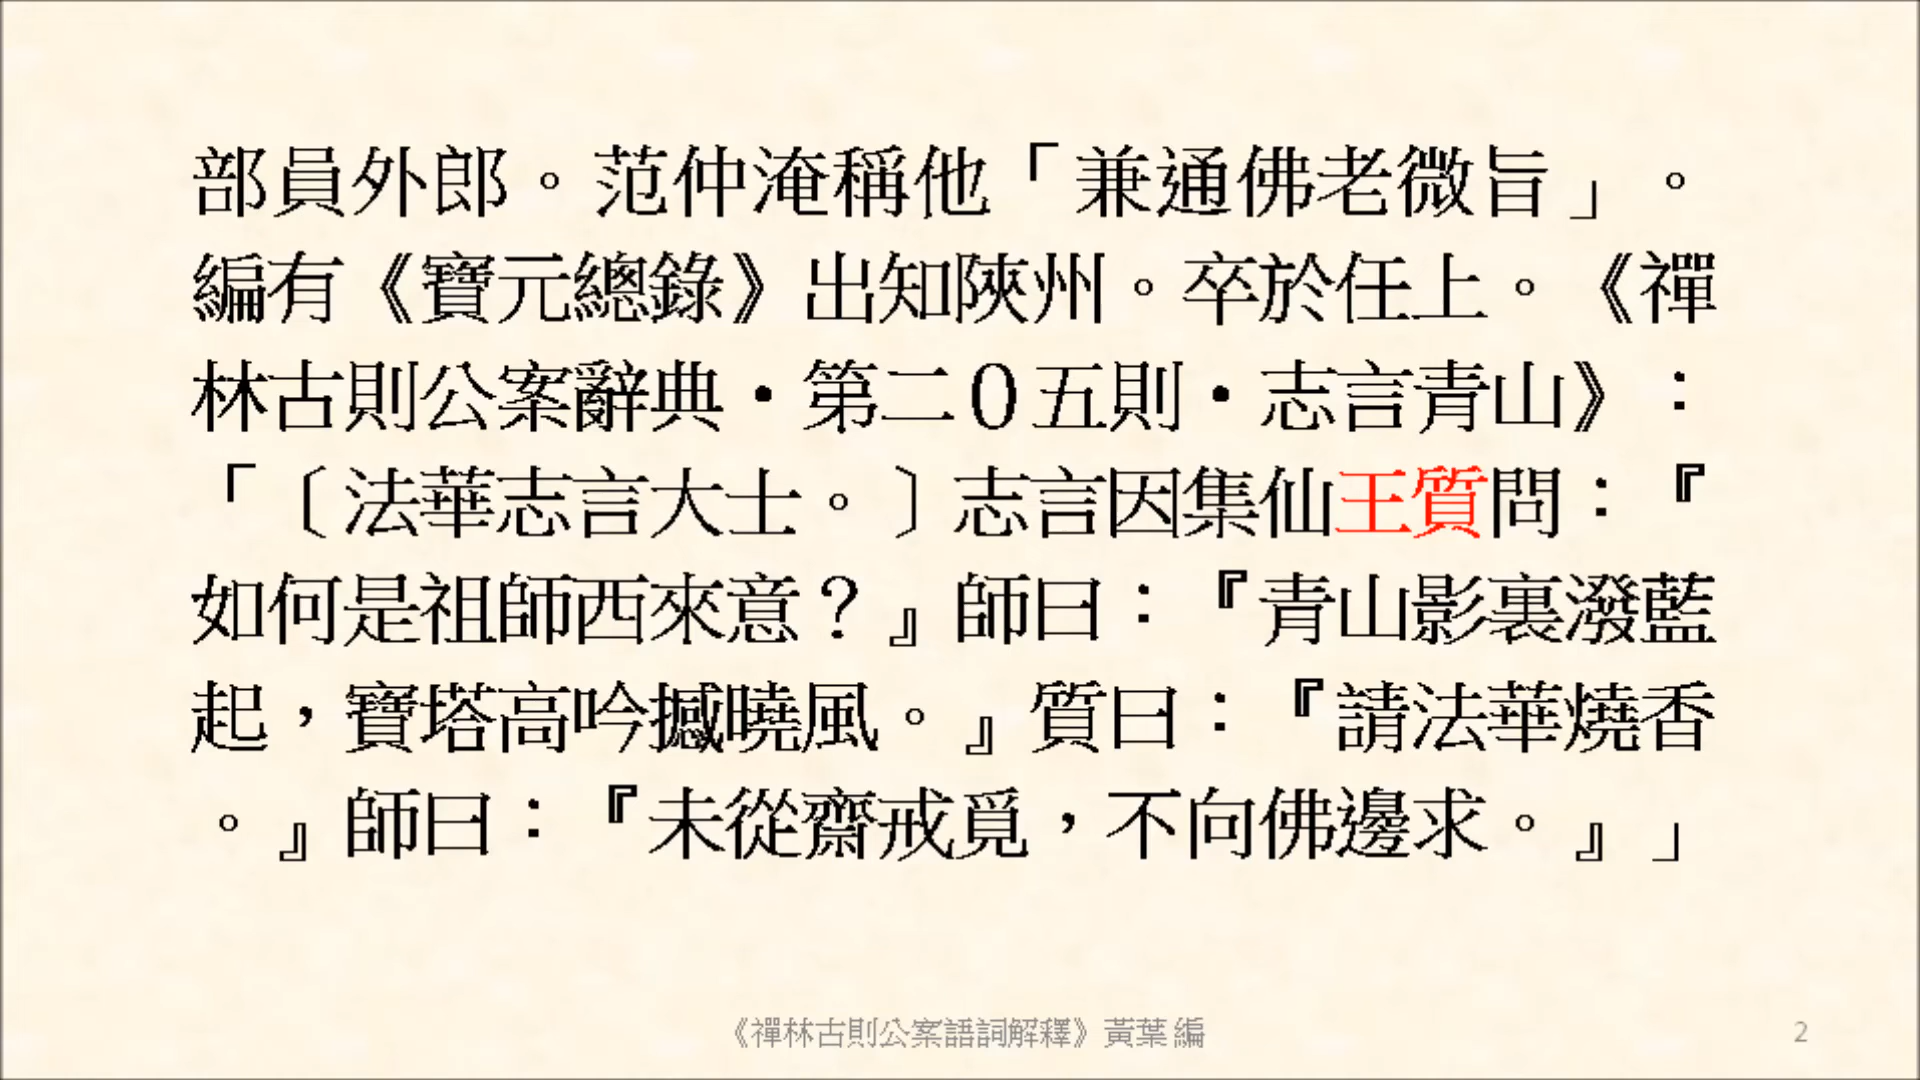 部員外郎。范仲淹稱他「兼通佛老微旨」。
編有《寶元總錄》出知陝州。卒於任上。《禪
林古則公案辭典・第二０五則・志言青山》：
「〔法華志言大士。〕志言因集仙王質問：『
如何是祖師西來意？』師曰：『青山影裏潑藍
起，寶塔高吟撼曉風。』質曰：『請法華燒香
。』師曰：『未從齋戒覓，不向佛邊求。』」
《禪林古則公案語詞解釋》黃葉 編
2